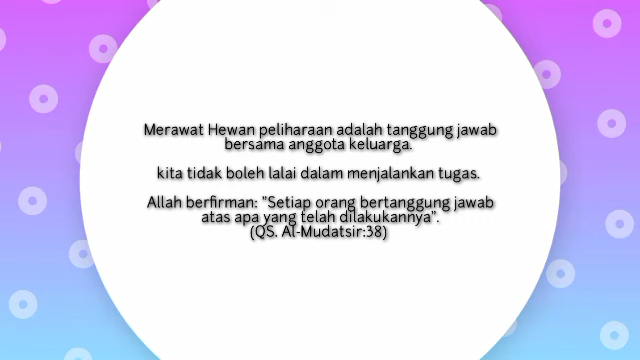 Merawat Hewan peliharaan adalah tanggung jawab
bersama anggota keluarga.
kita tidak boleh lalai dalam menjalankan tugas.
Allah berfirman: "Setiap orang bertanggung jawab
atas apa yang telah dilakukannya".
(QS. Al-Mudatsir:38)